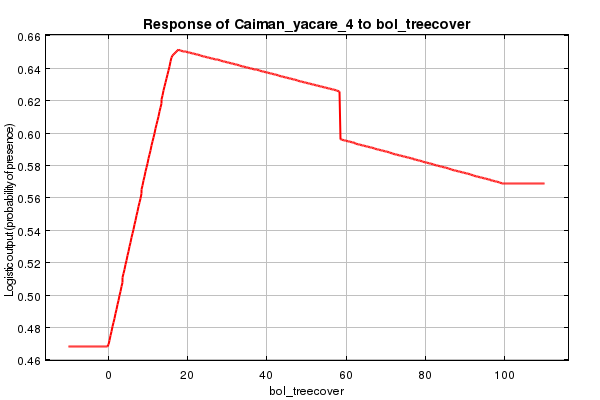 Response of Caiman_yacare_4 to bol_treecover
Logistic output (probability of presence)
0.66
0.64
0.62
0.60
0.58
0.56
0.54
0.52
0.50
0.48
0.46
0 20 40 60 80 100
bol_treecover